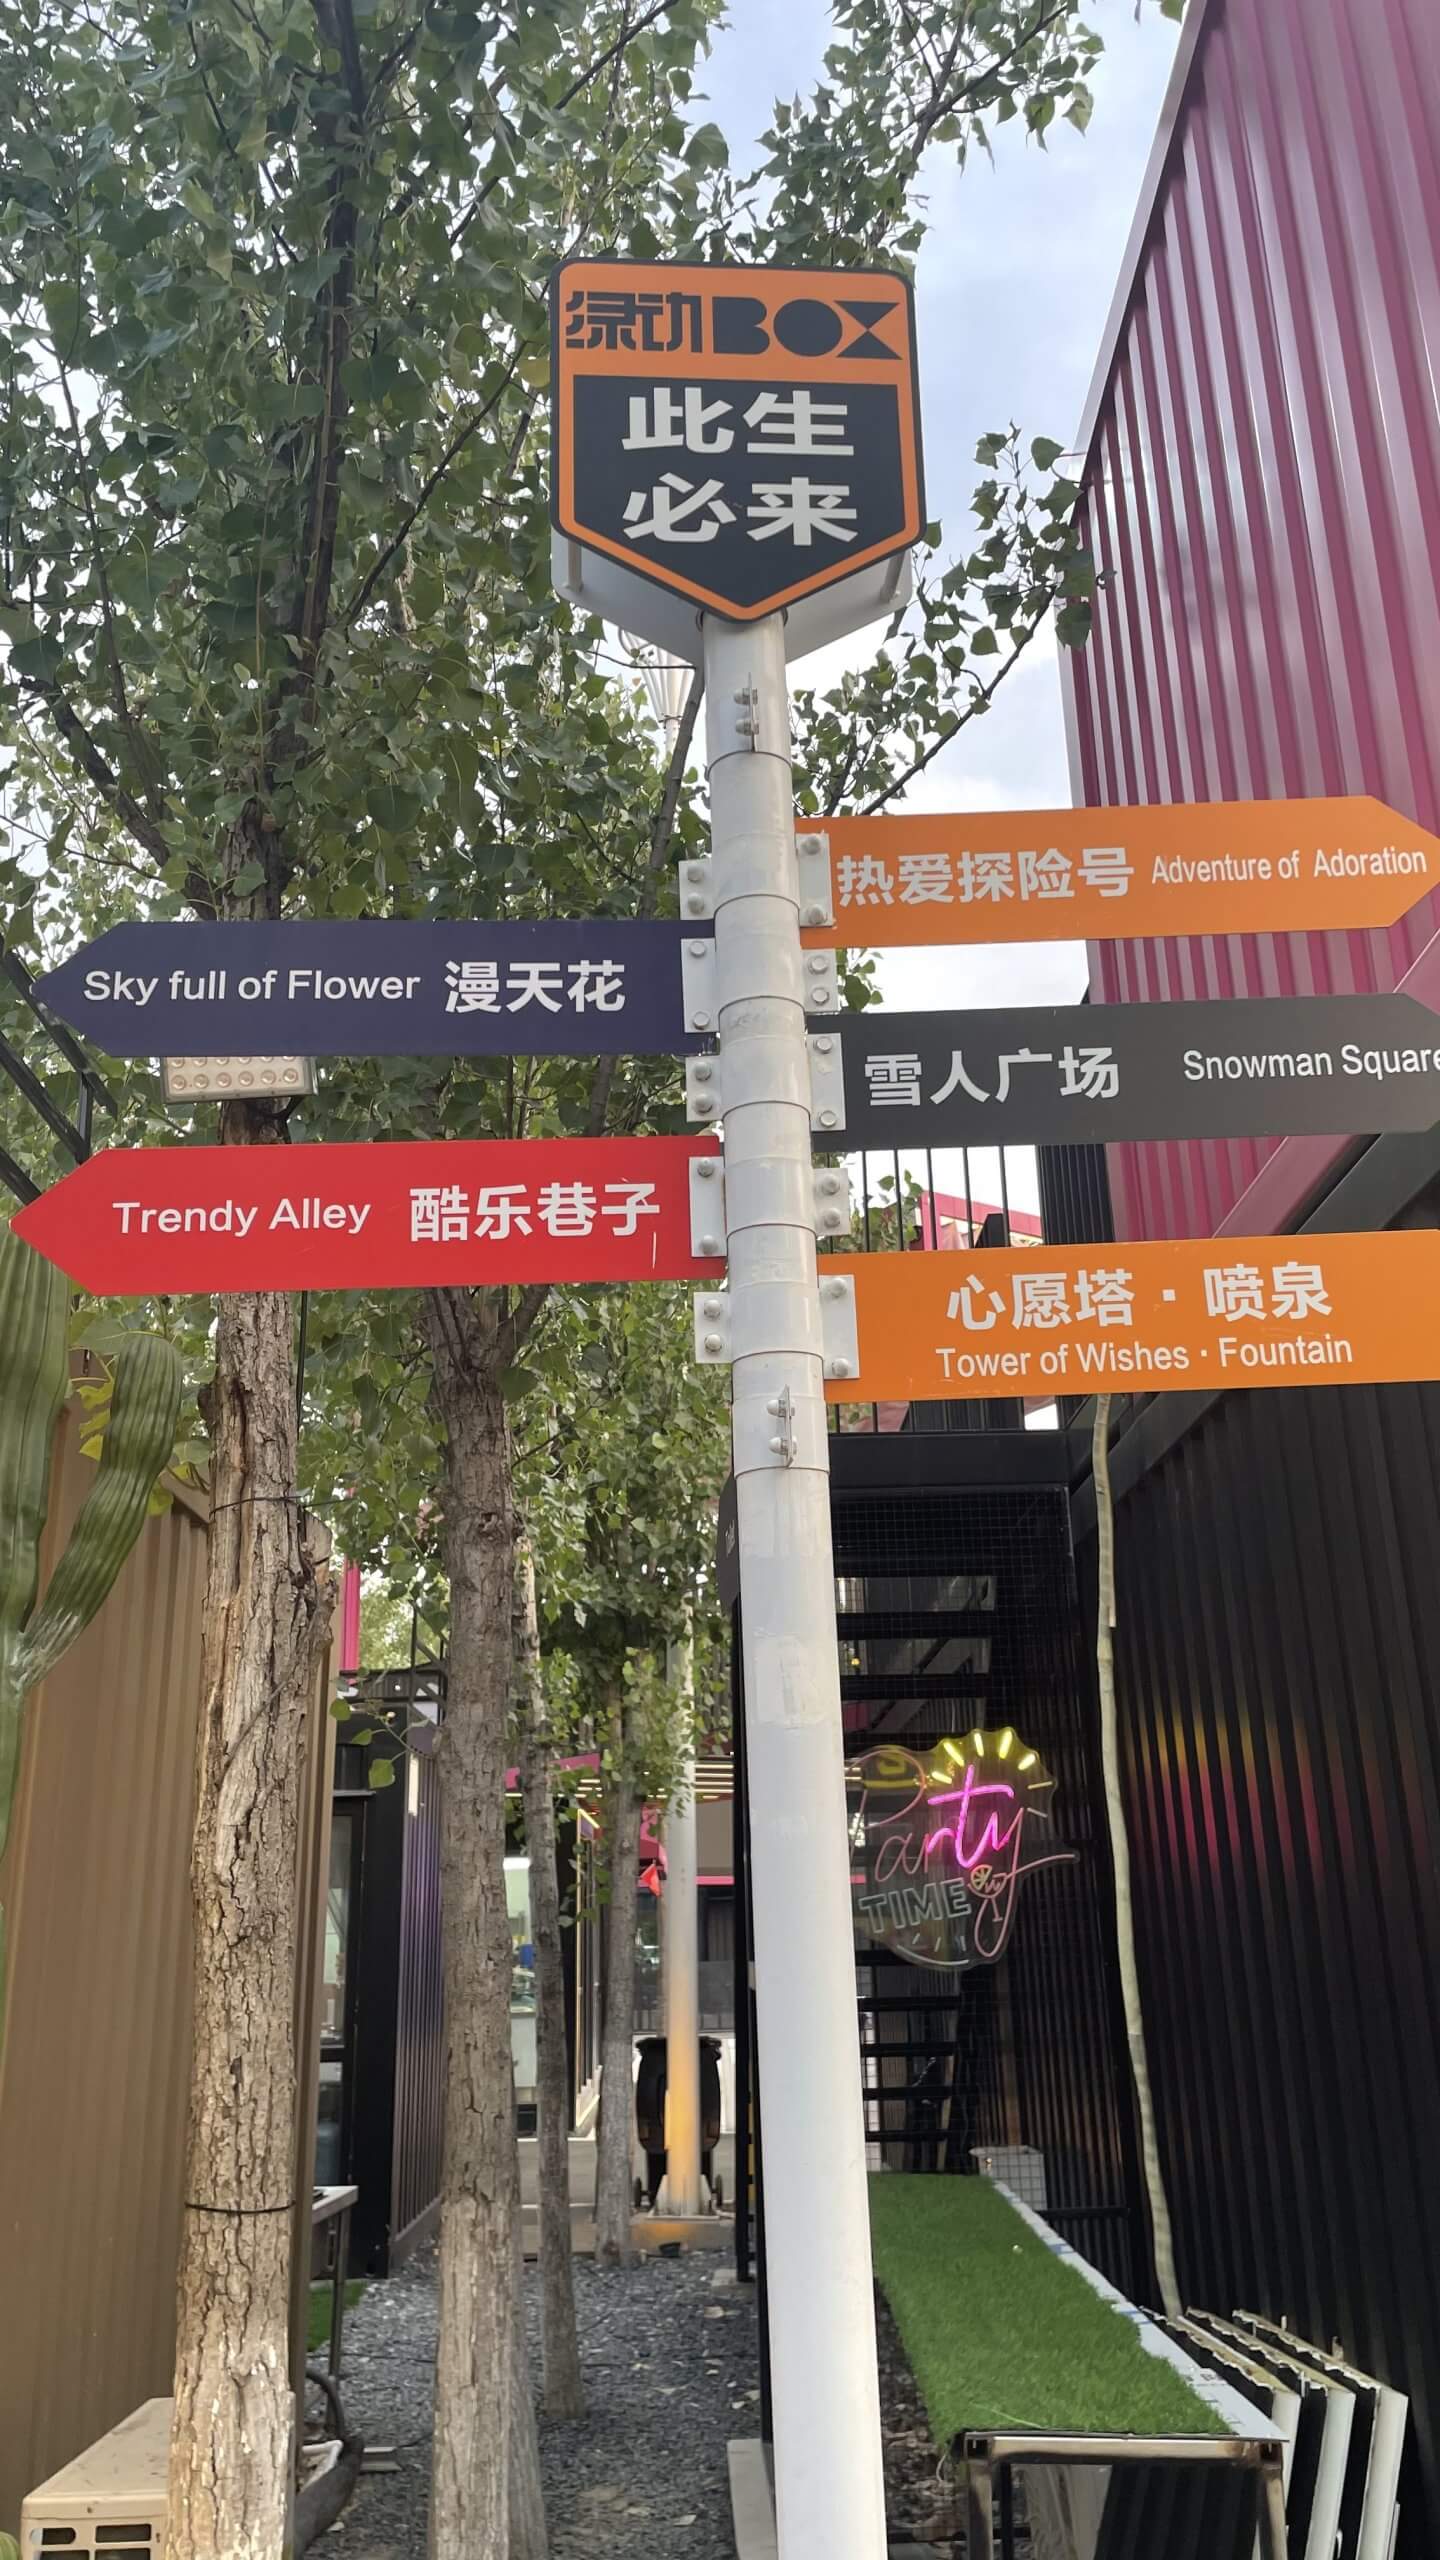 绿动BOX
此生
必来
热爱探险号 Adventure of Adoration
Sky full of Flower 漫天花
雪人广场 Snowman Square
Trendy Alley 酷乐巷子
心愿塔·喷泉
Tower of Wishes · Fountain
Party
TIME